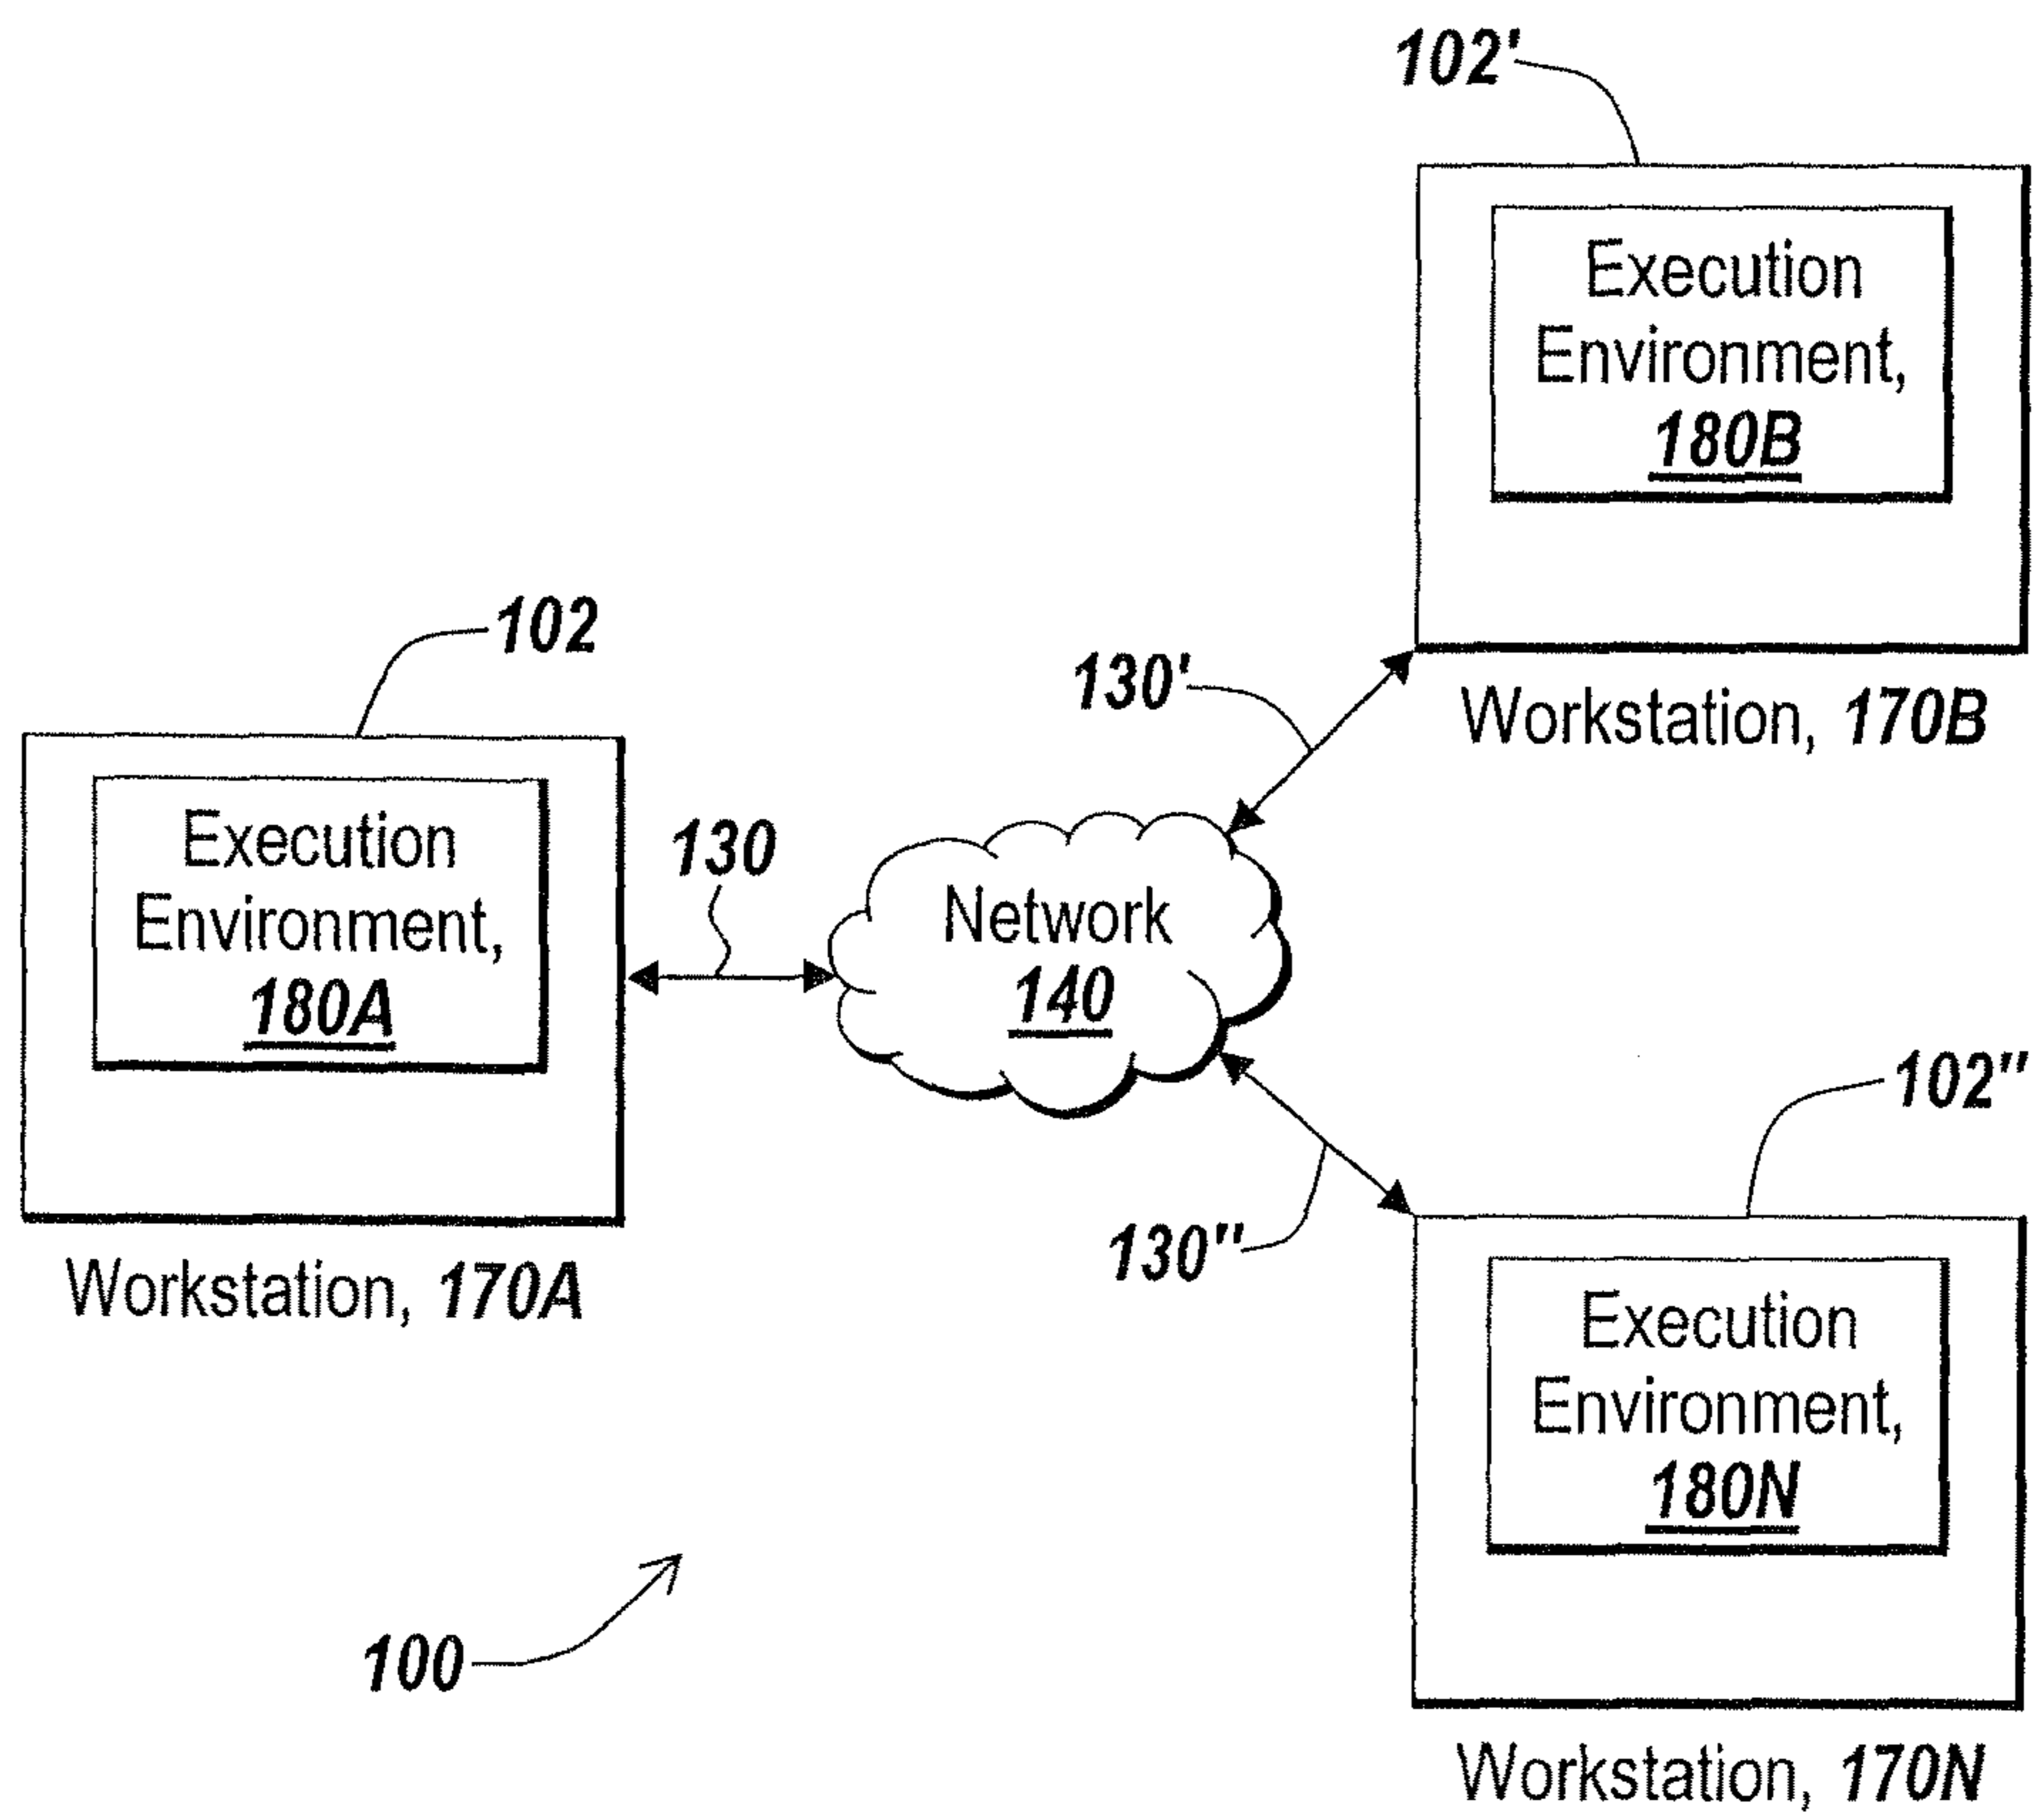 102'
Execution
Environment,
180B
Workstation, 170B
102
Execution
Environment,
180A
Workstation, 170A
130
130'
Network
140
130"
102"
Execution
Environment,
180N
Workstation, 170N
100